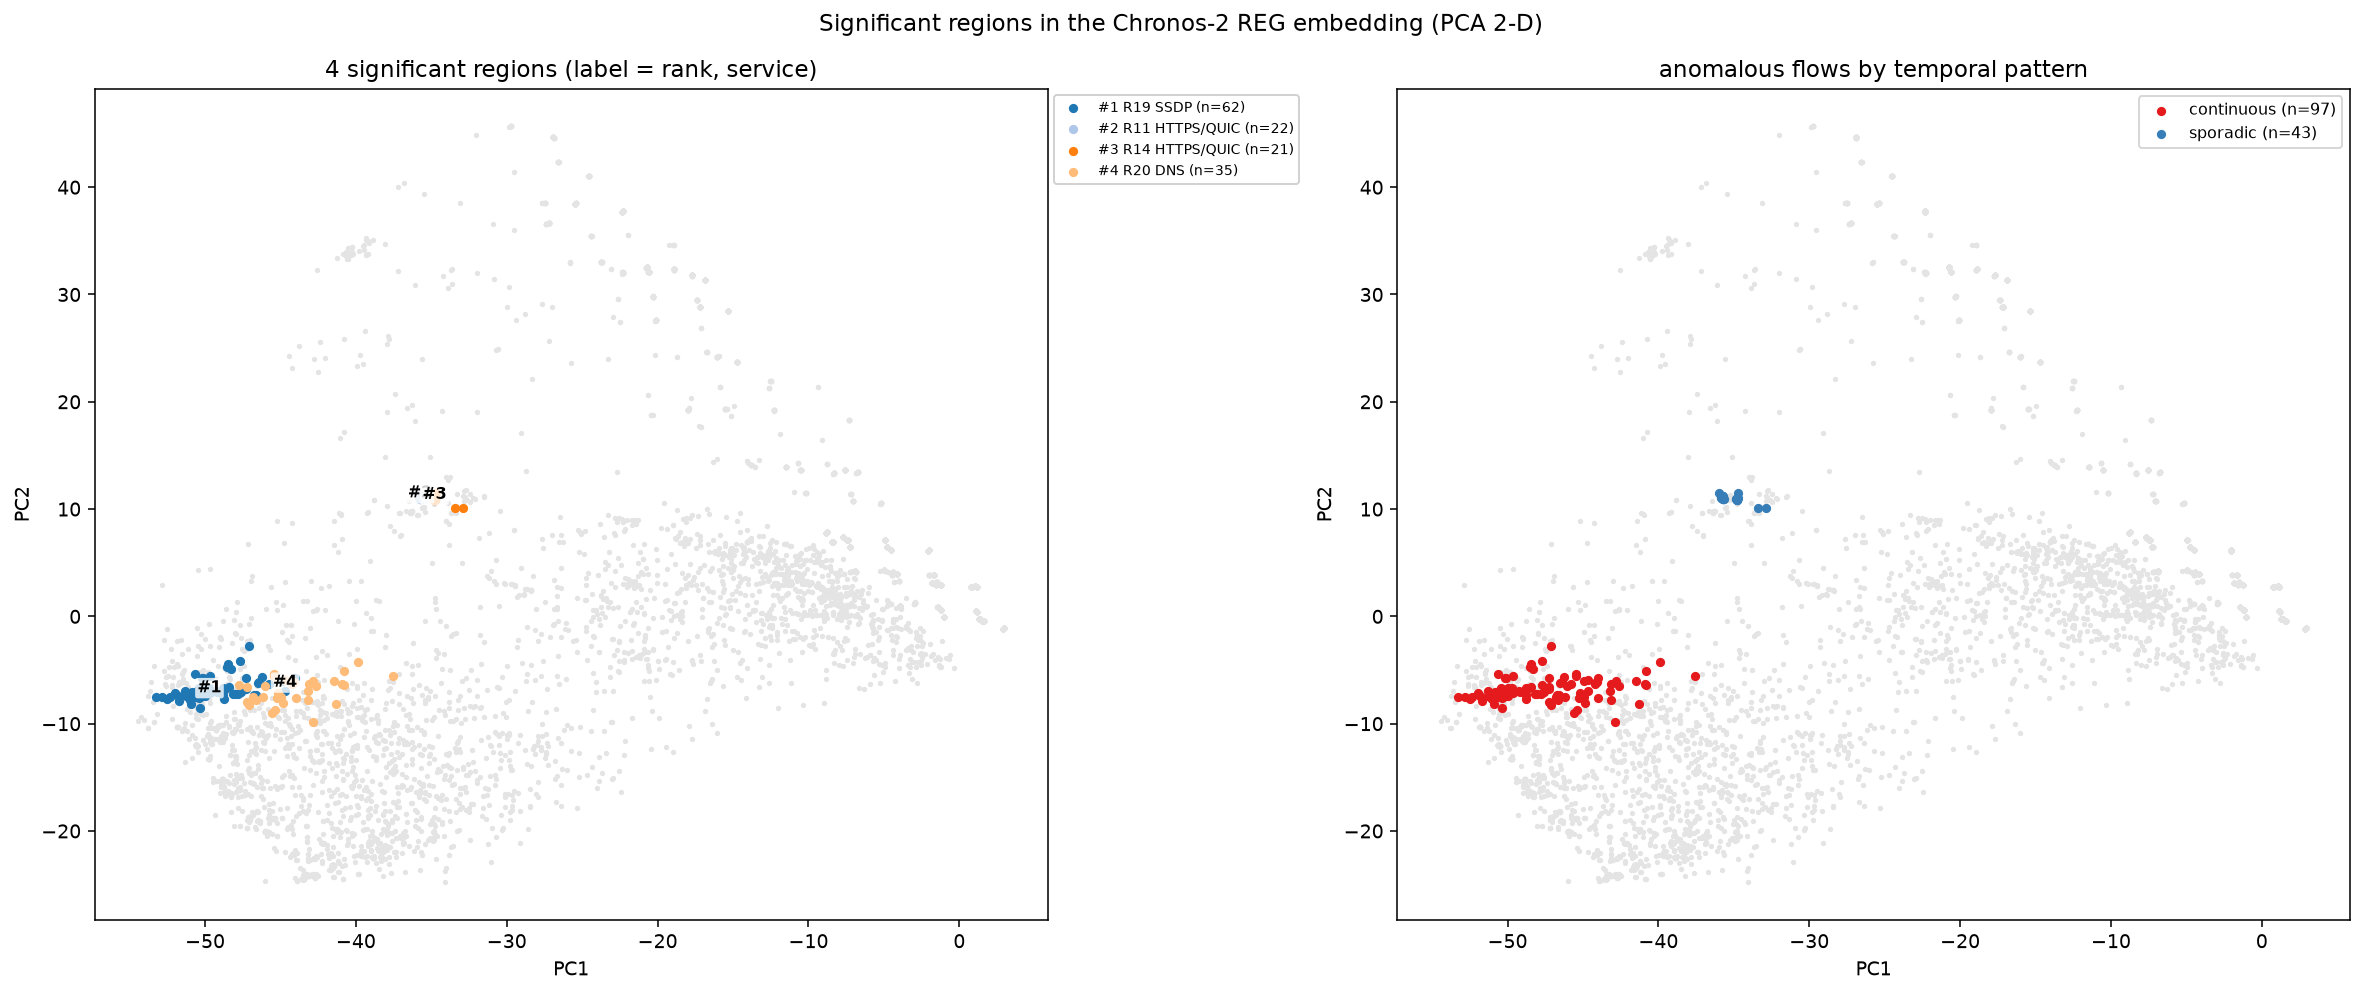 Significant regions in the Chronos-2 REG embedding (PCA 2-D)
4 significant regions (label = rank, service)
#1 R19 SSDP (n=62)
#2 R11 HTTPS/QUIC (n=22)
#3 R14 HTTPS/QUIC (n=21)
#4 R20 DNS (n=35)
40
30
20
10
0
−10
−20
PC2
# #3
#1
#4
−50 −40 −30 −20 −10 0
PC1
anomalous flows by temporal pattern
continuous (n=97)
sporadic (n=43)
40
30
20
10
0
−10
−20
PC2
−50 −40 −30 −20 −10 0
PC1